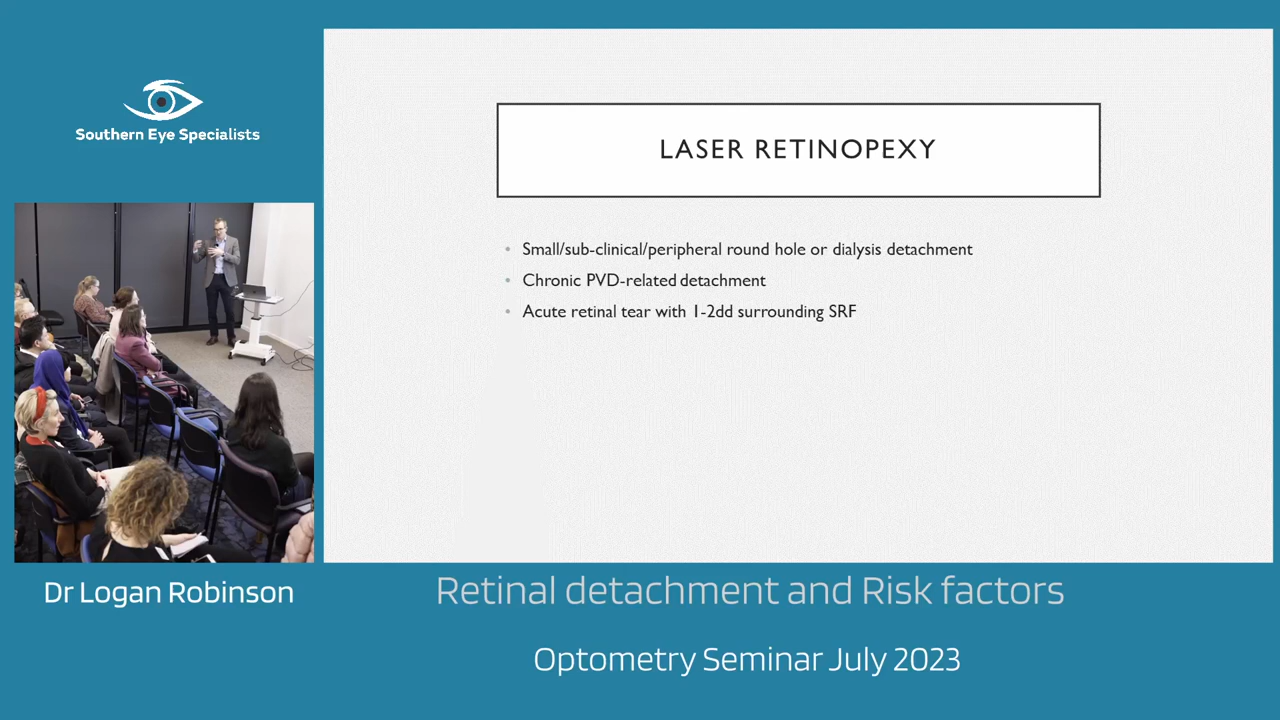 Southern Eye Specialists
LASER RETINOPEXY
• Small/sub-clinical/peripheral round hole or dialysis detachment
• Chronic PVD-related detachment
• Acute retinal tear with 1-2dd surrounding SRF
Dr Logan Robinson
Retinal detachment and Risk factors
Optometry Seminar July 2023